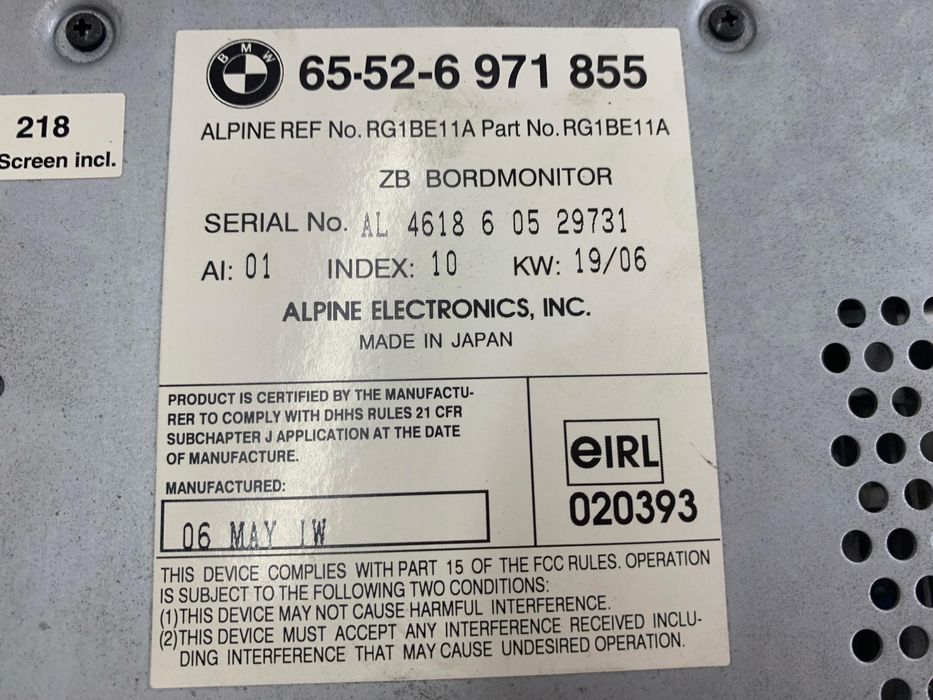 BMW
65-52-6 971 855
ALPINE REF No. RG1BE11A Part No. RG1BE11A
218
Screen incl.
ZB BORDMONITOR
SERIAL No. AL 4618 6 05 29731
AI: 01 INDEX: 10 KW: 19/06
ALPINE ELECTRONICS, INC.
MADE IN JAPAN
PRODUCT IS CERTIFIED BY THE MANUFACTU-
RER TO COMPLY WITH DHHS RULES 21 CFR
SUBCHAPTER J APPLICATION AT THE DATE
OF MANUFACTURE.
MANUFACTURED:
06 MAY 1W
eIRL
020393
THIS DEVICE COMPLIES WITH PART 15 OF THE FCC RULES. OPERATION
IS SUBJECT TO THE FOLLOWING TWO CONDITIONS:
(1)THIS DEVICE MAY NOT CAUSE HARMFUL INTERFERENCE.
(2)THIS DEVICE MUST ACCEPT ANY INTERFERENCE RECEIVED INCLU-
DING INTERFERENCE THAT MAY CAUSE UNDESIRED OPERATION.